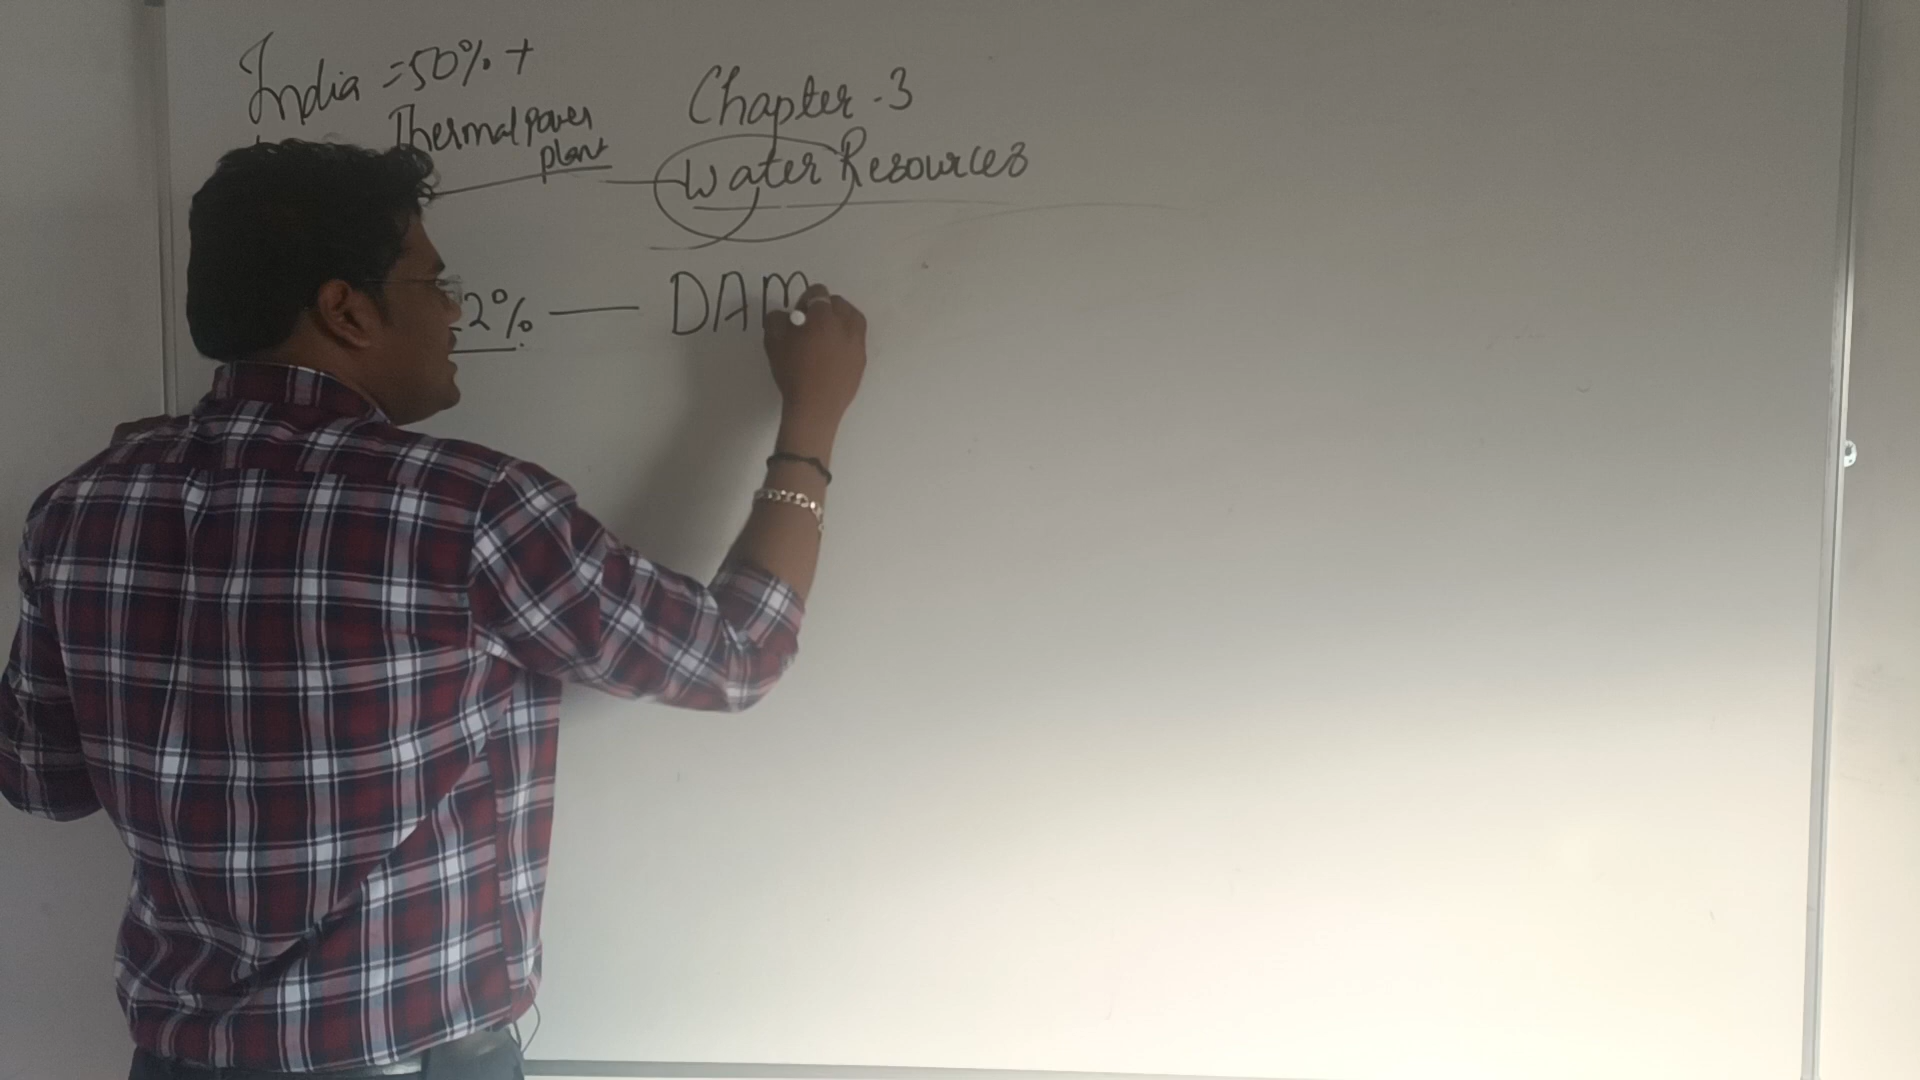 India =50% +
Thermal power
plant
Chapter-3
Water Resources
2% — DAM